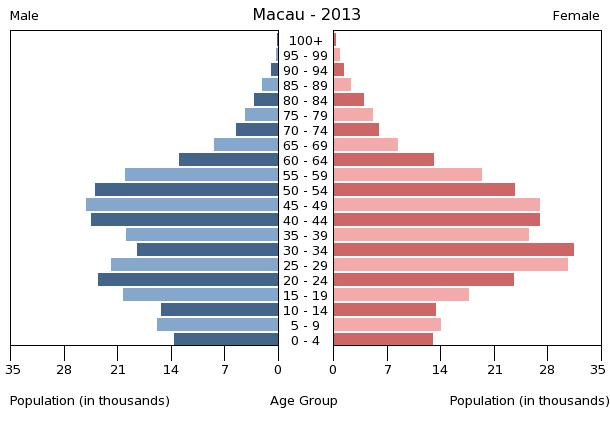 Macau - 2013
Male
Female
100+
95 - 99
90 - 94
85 - 89
80 - 84
75 - 79
70 - 74
65 - 69
60 - 64
55 - 59
50 - 54
45 - 49
40 - 44
35 - 39
30 - 34
25 - 29
20 - 24
15 - 19
10 - 14
5 - 9
0 - 4
35 28 21 14 7 0 0 7 14 21 28 35
Population (in thousands) Age Group Population (in thousands)